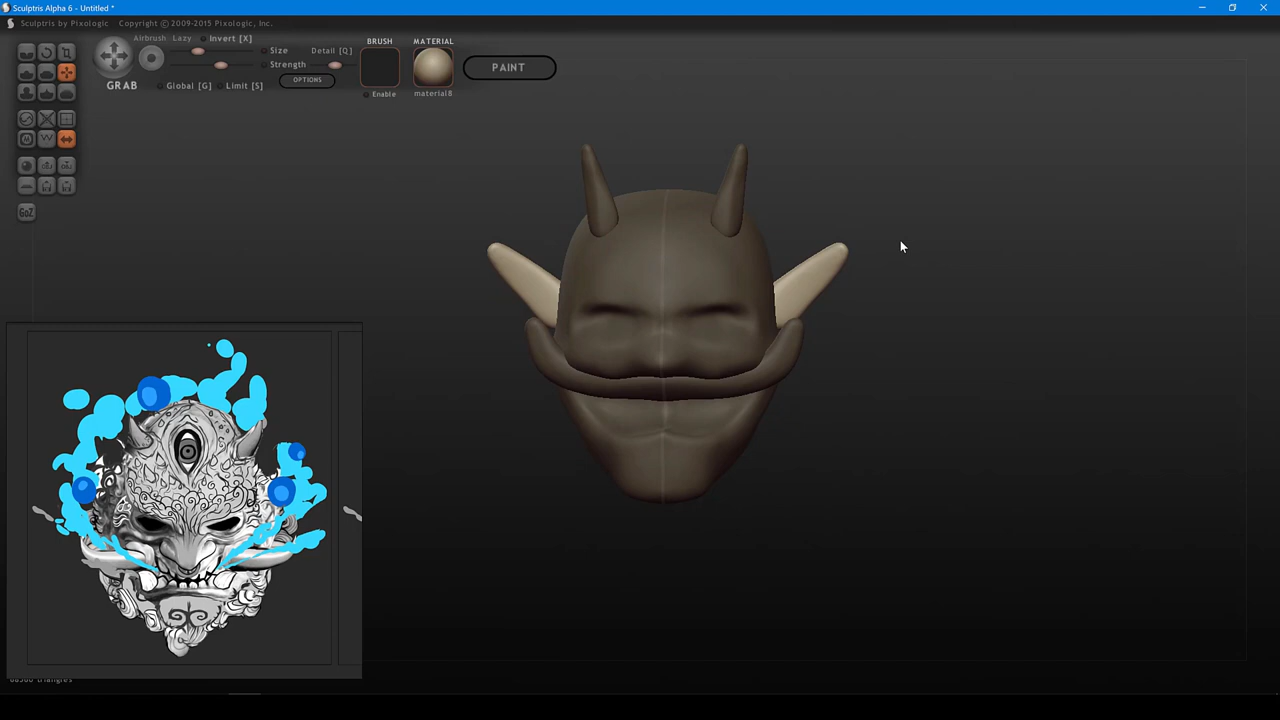 Sculptris Alpha 6 - Untitled *
Sculptris by Pixologic Copyright © 2009-2015 Pixologic, Inc.
Airbrush Lazy Invert [X]
Size Detail [Q]
Strength
GRAB Global [G] Limit [S] OPTIONS
BRUSH
Enable
MATERIAL
material8
PAINT
GoZ
triangles